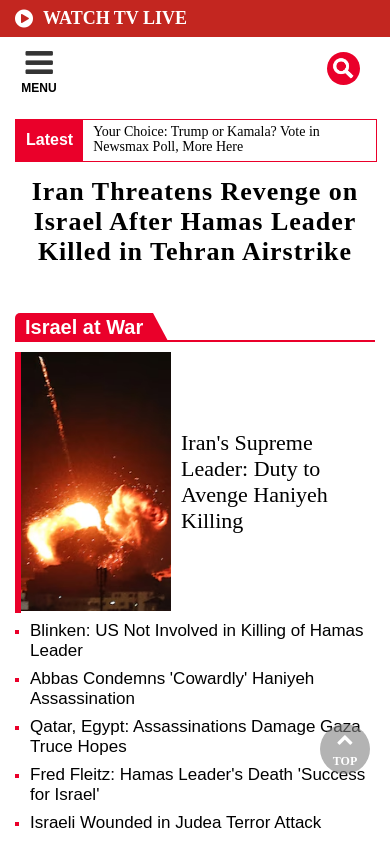 WATCH TV LIVE
MENU
Latest
Your Choice: Trump or Kamala? Vote in
Newsmax Poll, More Here
Iran Threatens Revenge on
Israel After Hamas Leader
Killed in Tehran Airstrike
Israel at War
Iran's Supreme
Leader: Duty to
Avenge Haniyeh
Killing
Blinken: US Not Involved in Killing of Hamas
Leader
Abbas Condemns 'Cowardly' Haniyeh
Assassination
Qatar, Egypt: Assassinations Damage Gaza
Truce Hopes
Fred Fleitz: Hamas Leader's Death 'Success
for Israel'
TOP
Israeli Wounded in Judea Terror Attack